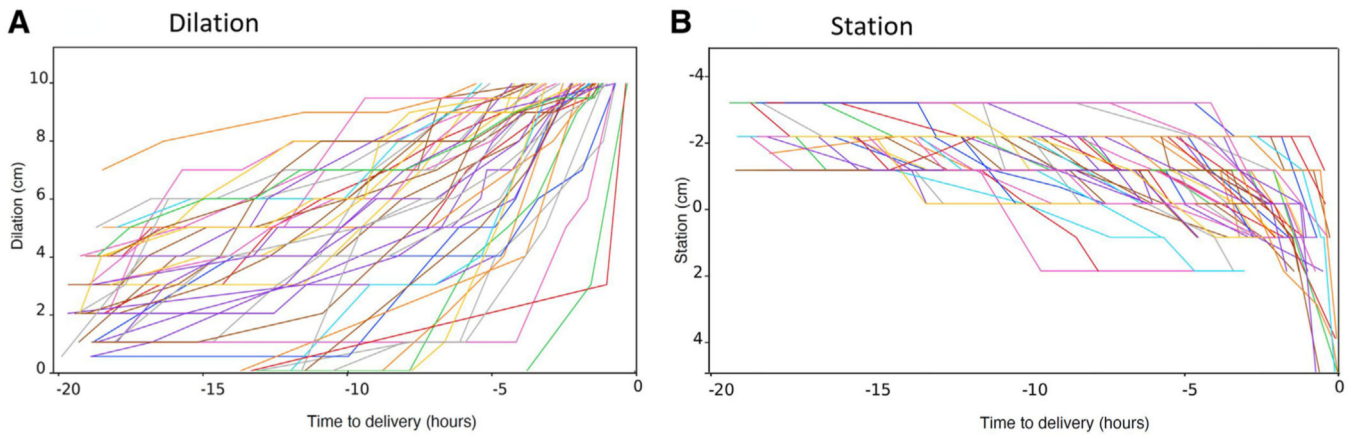 A
Dilation
Dilation (cm)
10
8
6
4
2
0
-20
-15
-10
-5
0
Time to delivery (hours)
B
Station
Station (cm)
-4
-2
0
2
4
-20
-15
-10
-5
0
Time to delivery (hours)